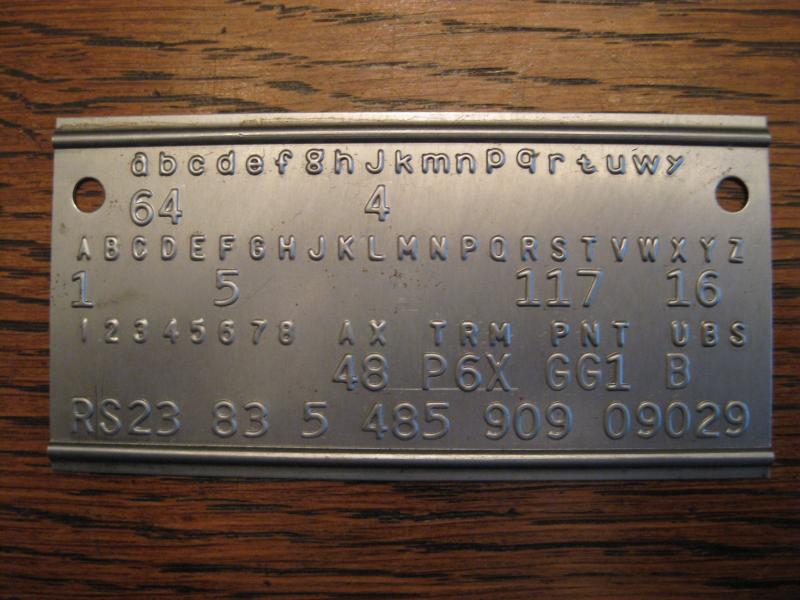 abcdefghJkmnpqrtuwy
64 4
ABCDEFGHJKLMNPQRSTVWXYZ
1 5 117 16
12345678 AX TRM PNT UBS
48 P6X GG1 B
RS23 83 5 485 909 09029